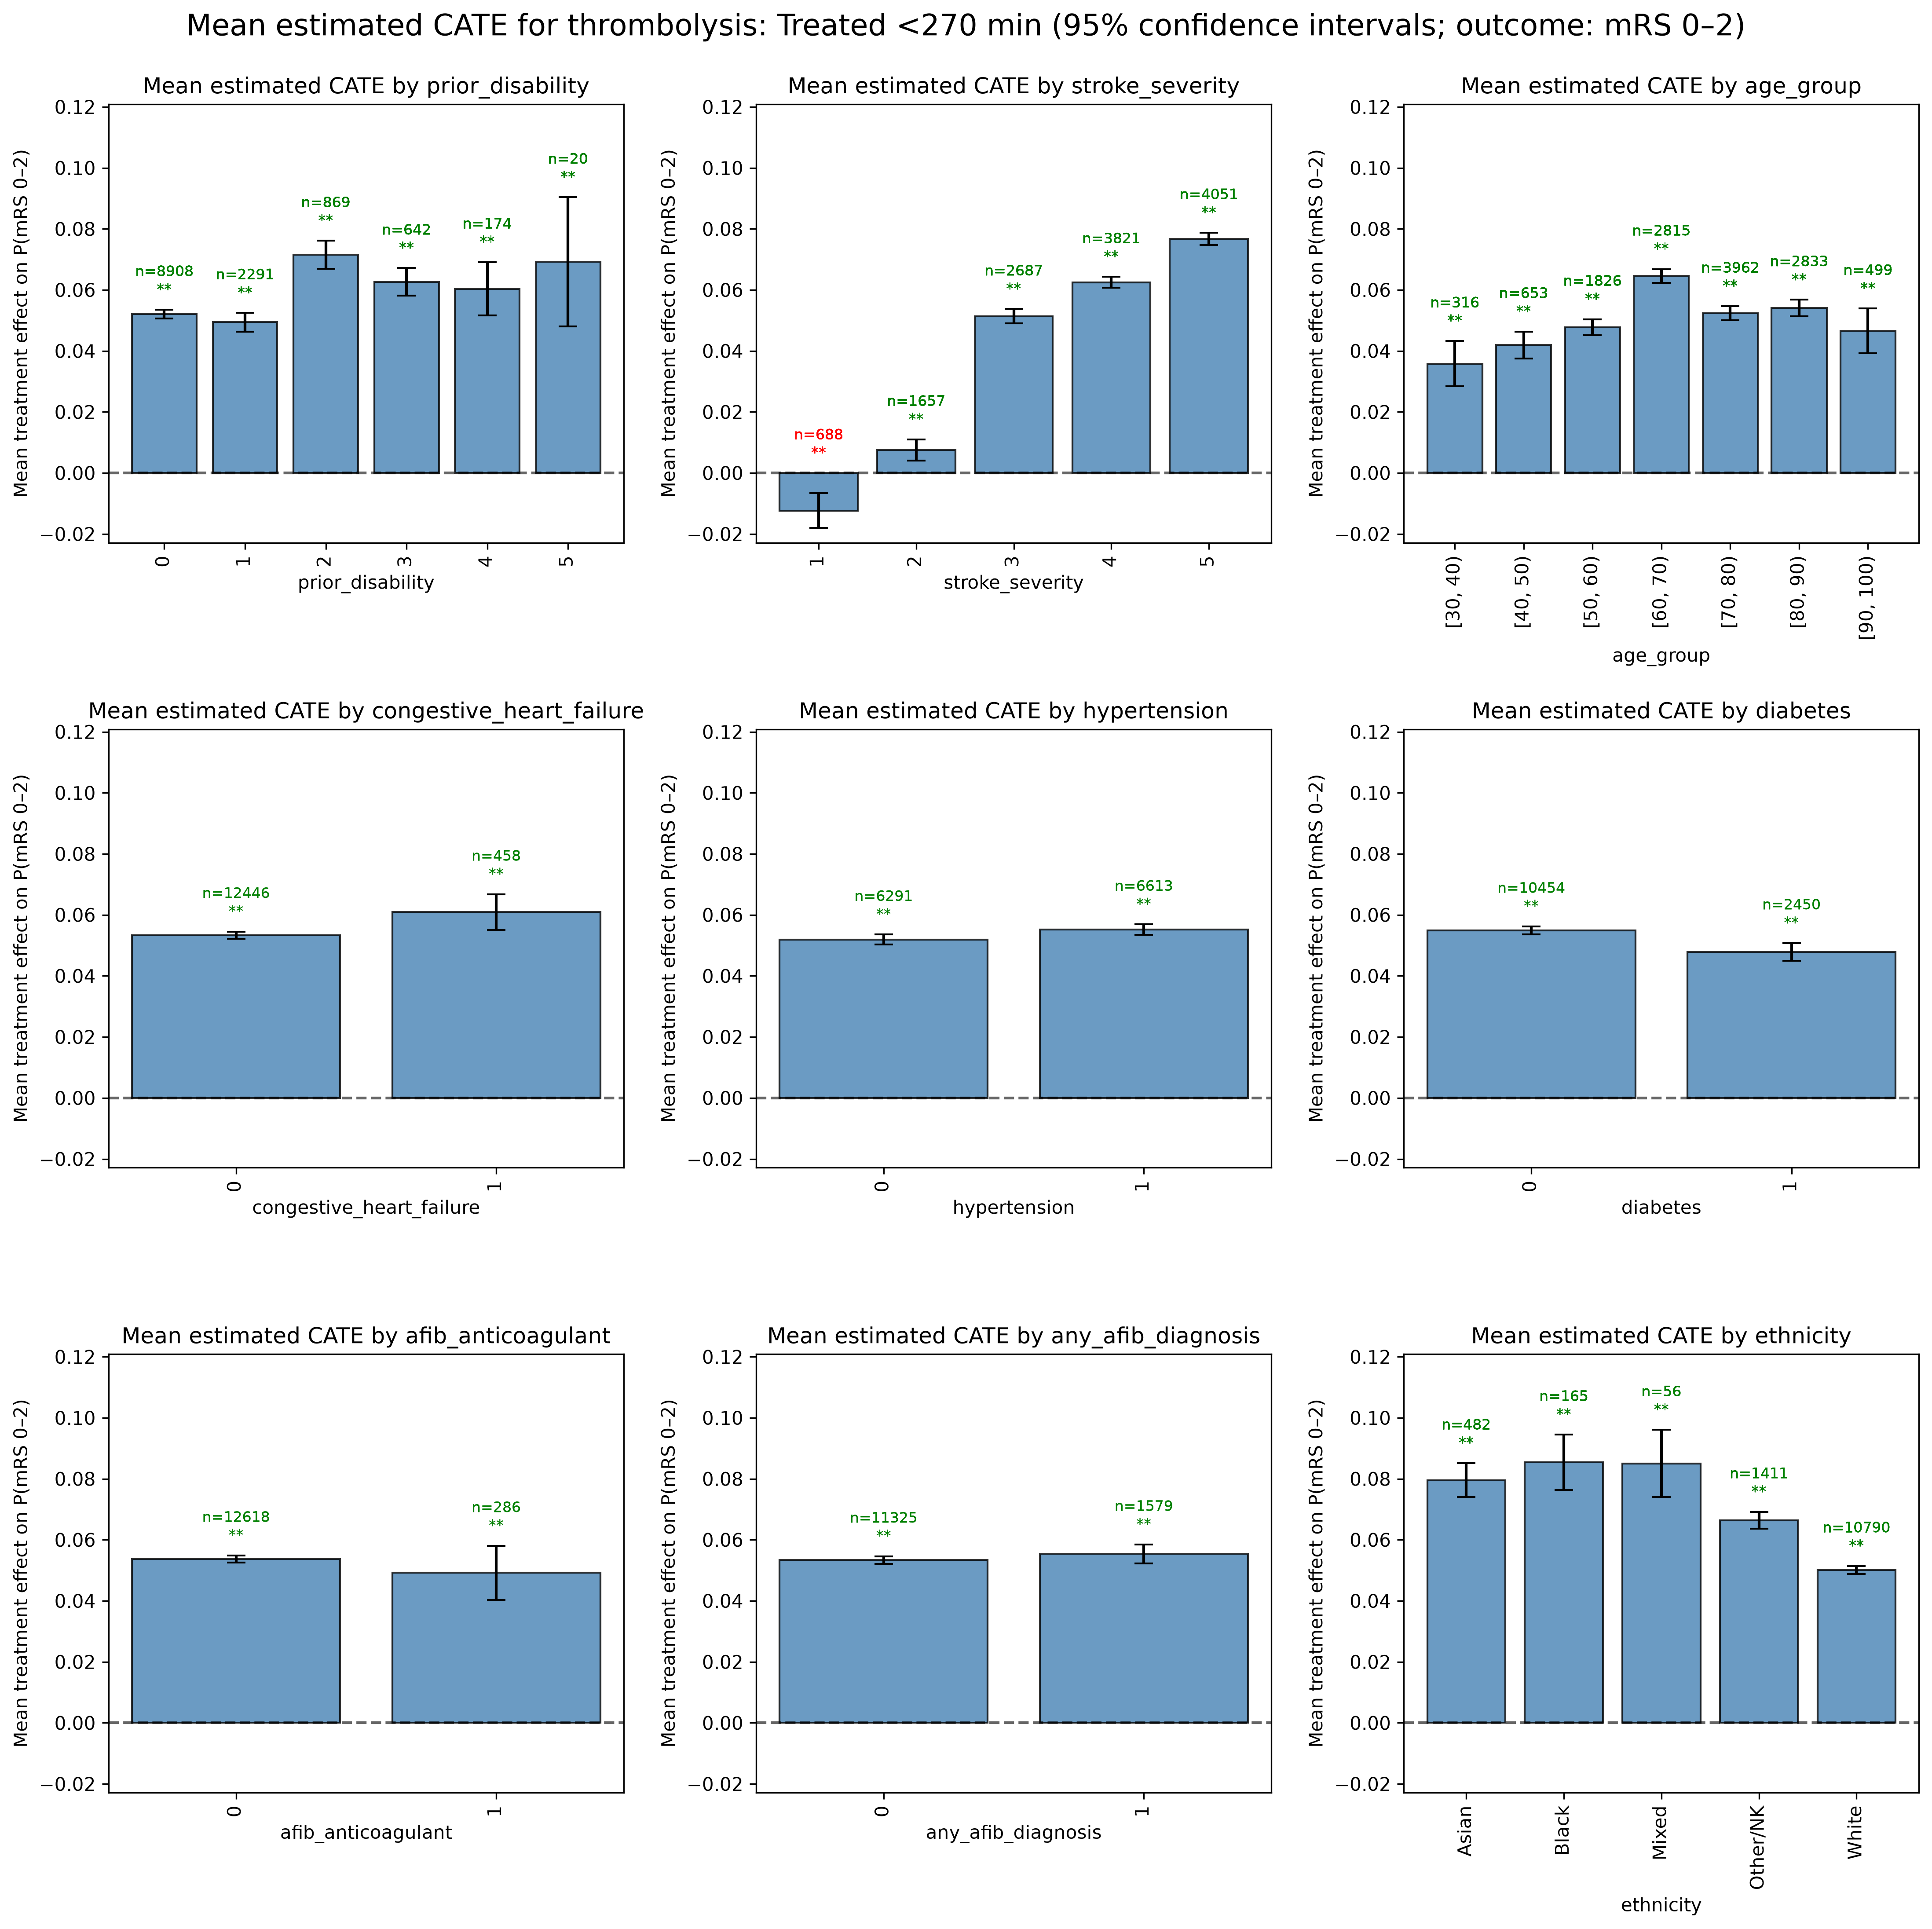 Mean estimated CATE for thrombolysis: Treated <270 min (95% confidence intervals; outcome: mRS 0–2)
Mean estimated CATE by prior_disability
Mean treatment effect on P(mRS 0–2)
0.12
0.10
0.08
0.06
0.04
0.02
0.00
−0.02
n=8908
**
n=2291
**
n=869
**
n=642
**
n=174
**
n=20
**
0
1
2
3
4
5
prior_disability
Mean estimated CATE by stroke_severity
Mean treatment effect on P(mRS 0–2)
0.12
0.10
0.08
0.06
0.04
0.02
0.00
−0.02
n=688
**
n=1657
**
n=2687
**
n=3821
**
n=4051
**
1
2
3
4
5
stroke_severity
Mean estimated CATE by age_group
Mean treatment effect on P(mRS 0–2)
0.12
0.10
0.08
0.06
0.04
0.02
0.00
−0.02
n=316
**
n=653
**
n=1826
**
n=2815
**
n=3962
**
n=2833
**
n=499
**
[30, 40)
[40, 50)
[50, 60)
[60, 70)
[70, 80)
[80, 90)
[90, 100)
age_group
Mean estimated CATE by congestive_heart_failure
Mean treatment effect on P(mRS 0–2)
0.12
0.10
0.08
0.06
0.04
0.02
0.00
−0.02
n=12446
**
n=458
**
0
1
congestive_heart_failure
Mean estimated CATE by hypertension
Mean treatment effect on P(mRS 0–2)
0.12
0.10
0.08
0.06
0.04
0.02
0.00
−0.02
n=6291
**
n=6613
**
0
1
hypertension
Mean estimated CATE by diabetes
Mean treatment effect on P(mRS 0–2)
0.12
0.10
0.08
0.06
0.04
0.02
0.00
−0.02
n=10454
**
n=2450
**
0
1
diabetes
Mean estimated CATE by afib_anticoagulant
Mean treatment effect on P(mRS 0–2)
0.12
0.10
0.08
0.06
0.04
0.02
0.00
−0.02
n=12618
**
n=286
**
0
1
afib_anticoagulant
Mean estimated CATE by any_afib_diagnosis
Mean treatment effect on P(mRS 0–2)
0.12
0.10
0.08
0.06
0.04
0.02
0.00
−0.02
n=11325
**
n=1579
**
0
1
any_afib_diagnosis
Mean estimated CATE by ethnicity
Mean treatment effect on P(mRS 0–2)
0.12
0.10
0.08
0.06
0.04
0.02
0.00
−0.02
n=482
**
n=165
**
n=56
**
n=1411
**
n=10790
**
Asian
Black
Mixed
Other/NK
White
ethnicity